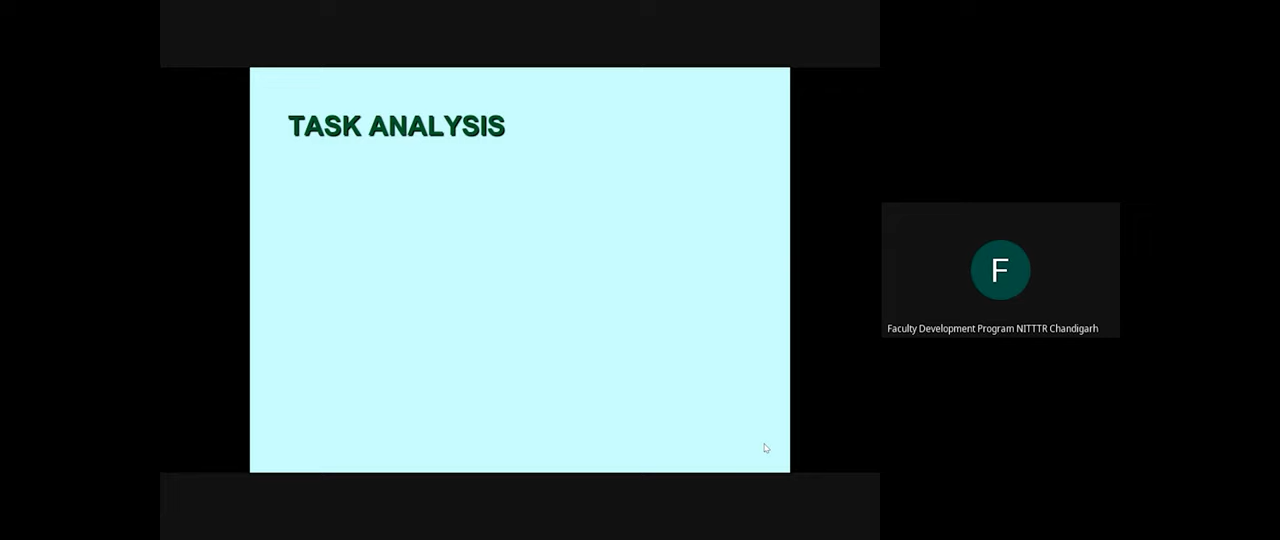 TASK ANALYSIS
F
Faculty Development Program NITTTR Chandigarh